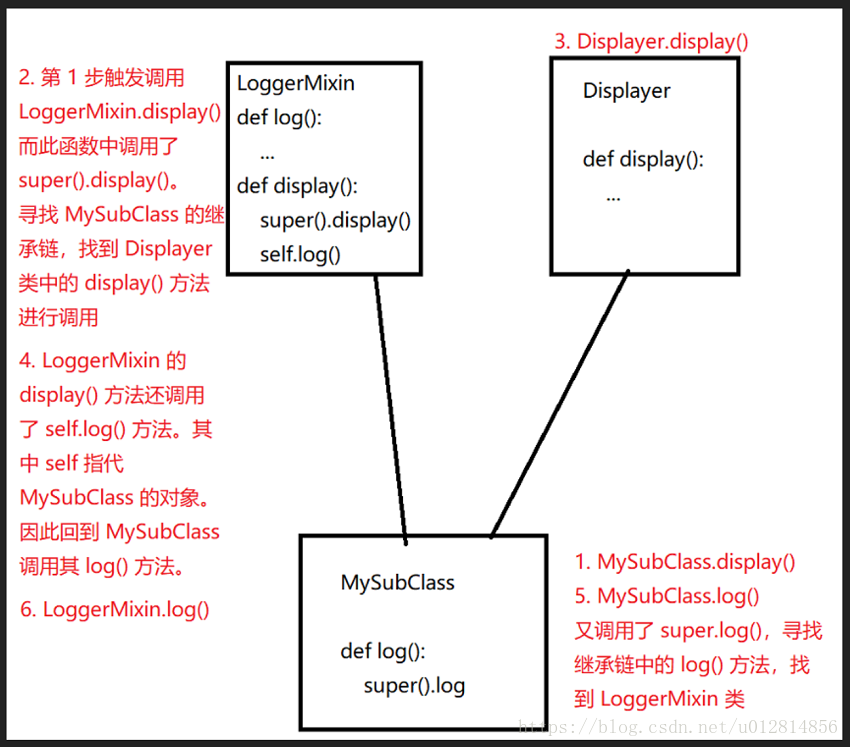 3. Displayer.display()
2. 第 1 步触发调用
LoggerMixin.display()
而此函数中调用了
super().display()。
寻找 MySubClass 的继
承链，找到 Displayer
类中的 display() 方法
进行调用
LoggerMixin
def log():
...
def display():
super().display()
self.log()
Displayer
def display():
...
4. LoggerMixin 的
display() 方法还调用
了 self.log() 方法。其
中 self 指代
MySubClass 的对象。
因此回到 MySubClass
调用其 log() 方法。
6. LoggerMixin.log()
MySubClass
def log():
super().log
1. MySubClass.display()
5. MySubClass.log()
又调用了 super.log()，寻找
继承链中的 log() 方法，找
到 LoggerMixin 类
https://blog.csdn.net/u012814856